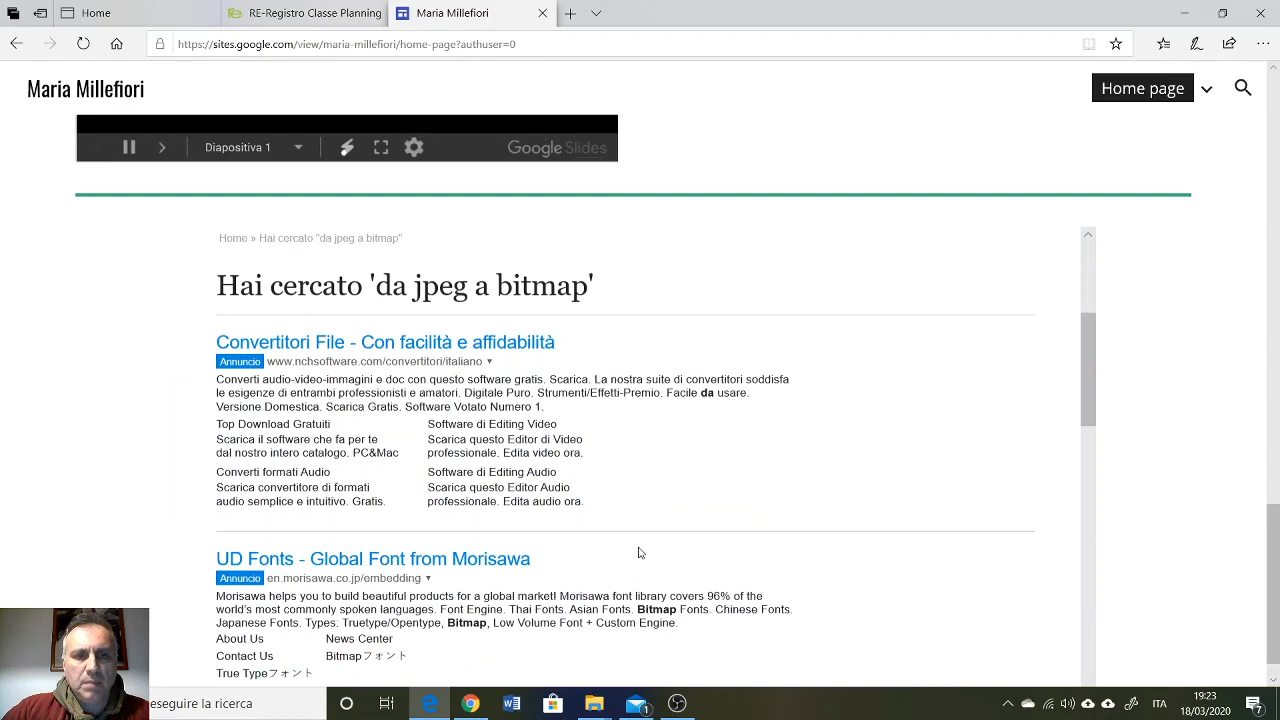 Home
https://sites.google.com/view/maria-millefiori/home-page?authuser=0
Maria Millefiori
Home page
Diapositiva 1
Google Slides
Home » Hai cercato "da jpeg a bitmap"
Hai cercato 'da jpeg a bitmap'
Convertitori File - Con facilità e affidabilità
Annuncio www.nchsoftware.com/convertitori/italiano
Converti audio-video-immagini e doc con questo software gratis. Scarica. La nostra suite di convertitori soddisfa
le esigenze di entrambi professionisti e amatori. Digitale Puro. Strumenti/Effetti-Premio. Facile da usare.
Versione Domestica. Scarica Gratis. Software Votato Numero 1.
Top Download Gratuiti
Scarica il software che fa per te
dal nostro intero catalogo. PC&Mac
Converti formati Audio
Scarica convertitore di formati
audio semplice e intuitivo. Gratis.
Software di Editing Video
Scarica questo Editor di Video
professionale. Edita video ora.
Software di Editing Audio
Scarica questo Editor Audio
professionale. Edita audio ora.
UD Fonts - Global Font from Morisawa
Annuncio en.morisawa.co.jp/embedding
Morisawa helps you to build beautiful products for a global market! Morisawa font library covers 96% of the
world's most commonly spoken languages. Font Engine. Thai Fonts. Asian Fonts. Bitmap Fonts. Chinese Fonts.
Japanese Fonts. Types: Truetype/Opentype, Bitmap, Low Volume Font + Custom Engine.
About Us
Contact Us
True Typeフォント
News Center
Bitmapフォント
eseguire la ricerca
1
ITA
19:23
18/03/2020
7